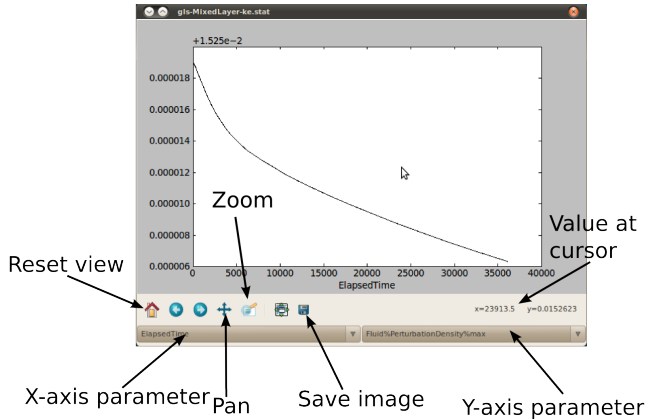 gls-MixedLayer-ke.stat
+1.525e−2
0.000018
0.000016
0.000014
0.000012
0.000010
0.000008
0.000006
0 5000 10000 15000 20000 25000 30000 35000 40000
ElapsedTime
Zoom
Value at
cursor
Reset view
x=23913.5 y=0.0152623
ElapsedTime
Fluid%PerturbationDensity%max
X-axis parameter
Pan
Save image
Y-axis parameter